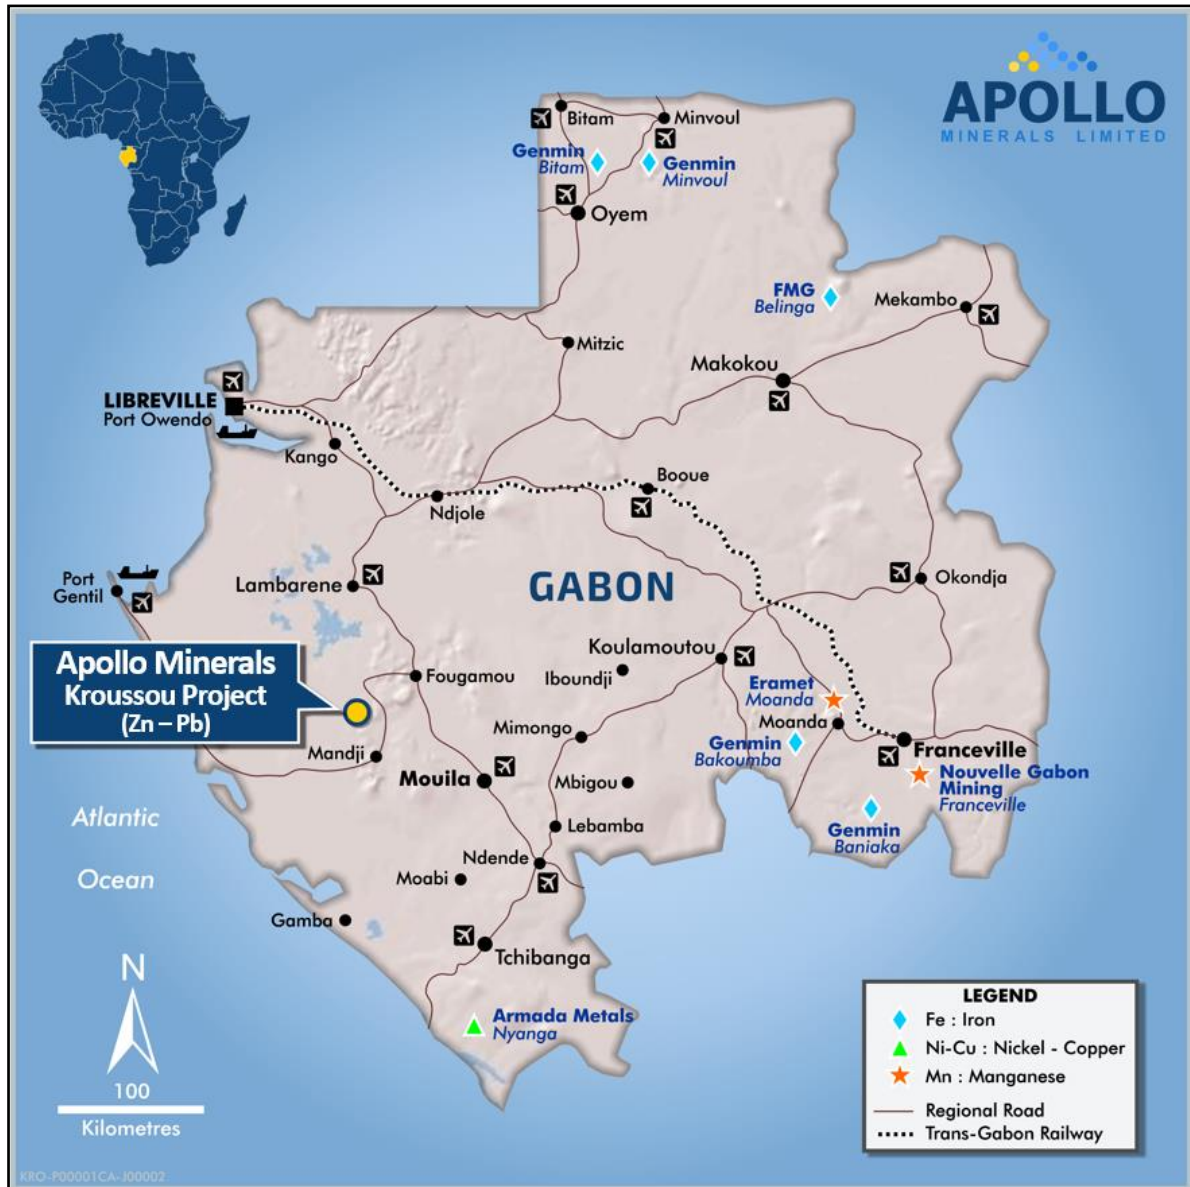 APOLLO
MINERALS LIMITED
Bitam
Minvoul
Genmin
Bitam
Genmin
Minvoul
Oyem
FMG
Belinga
Mekambo
Mitzic
Makokou
LIBREVILLE
Port Owendo
Kango
Booue
Ndjole
Port
Gentil
Lambarene
GABON
Okondja
Apollo Minerals
Kroussou Project
(Zn – Pb)
Fougamou
Koulamoutou
Iboundji
Eramet
Moanda
Moanda
Mimongo
Genmin
Bakoumba
Franceville
Mandji
Mouila
Mbigou
Nouvelle Gabon
Mining
Franceville
Atlantic
Ocean
Lebamba
Genmin
Baniaka
Ndende
Moabi
Gamba
Tchibanga
N
100
Kilometres
Armada Metals
Nyanga
LEGEND
Fe : Iron
Ni-Cu : Nickel - Copper
Mn : Manganese
Regional Road
Trans-Gabon Railway
KRO-P00001CA-J00002